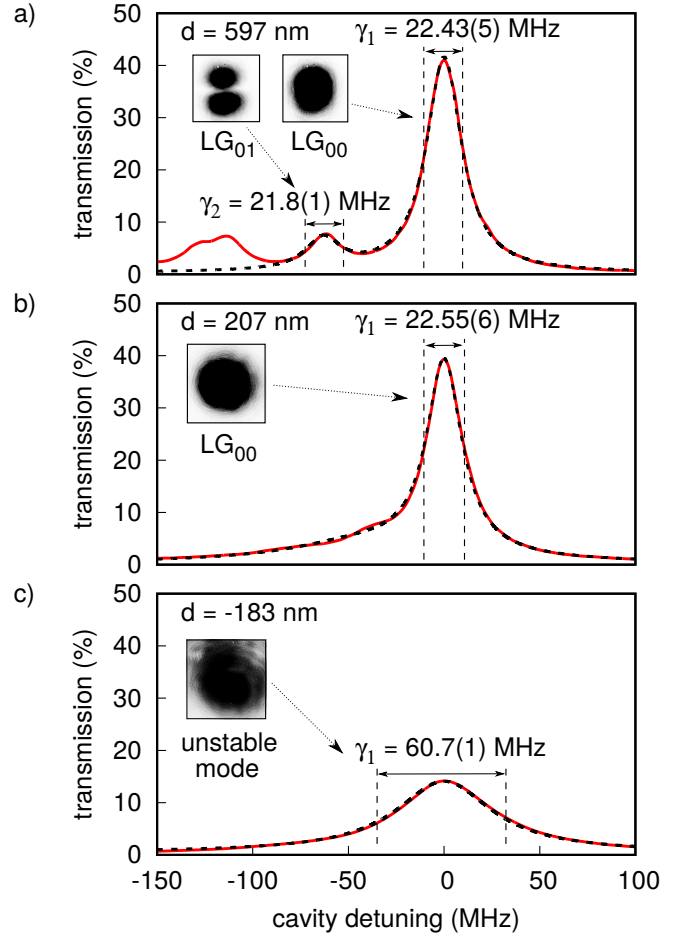 a)
50
40
30
20
10
0
transmission (%)
d = 597 nm
γ1 = 22.43(5) MHz
LG01
LG00
γ2 = 21.8(1) MHz
b)
50
40
30
20
10
0
transmission (%)
d = 207 nm
γ1 = 22.55(6) MHz
LG00
c)
50
40
30
20
10
0
transmission (%)
d = -183 nm
γ1 = 60.7(1) MHz
unstable
mode
-150 -100 -50 0 50 100
cavity detuning (MHz)